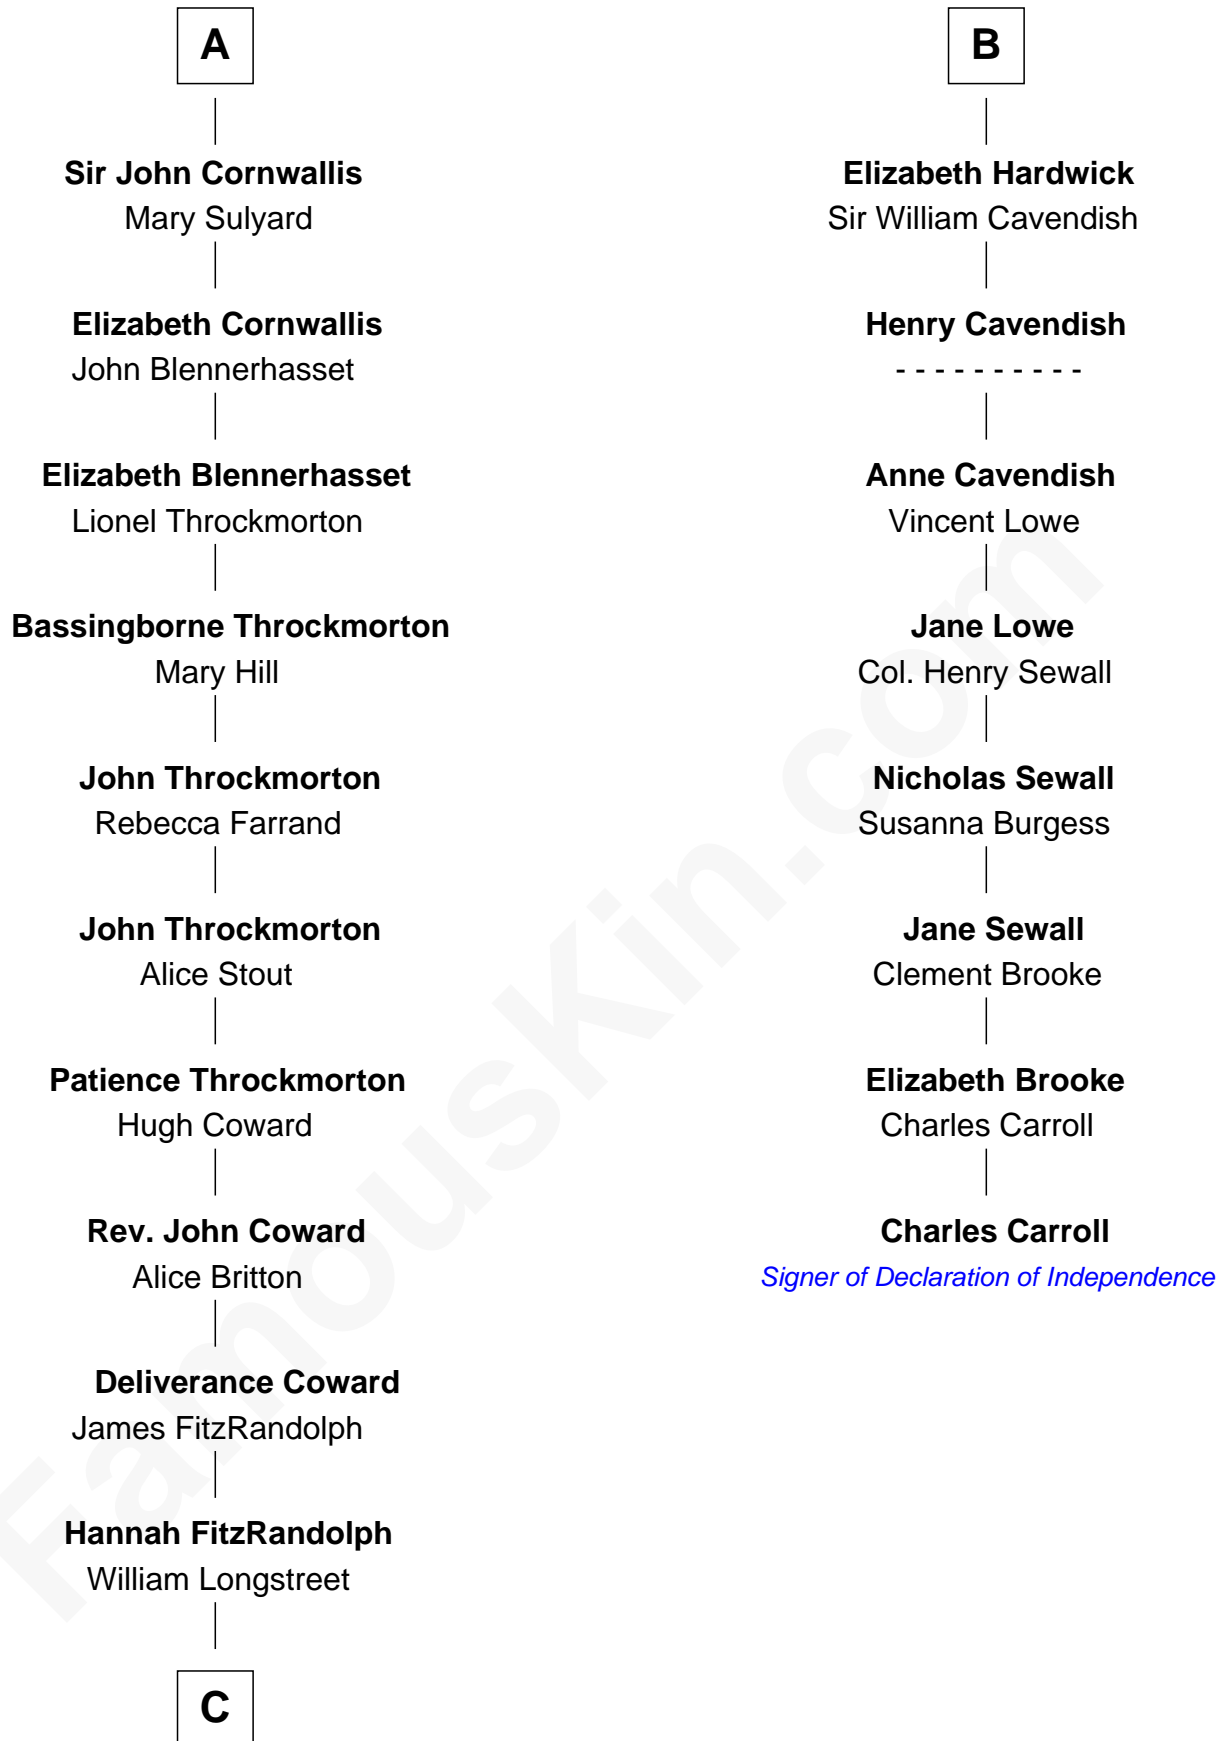 A
Sir John Cornwallis
Mary Sulyard
Elizabeth Cornwallis
John Blennerhasset
Elizabeth Blennerhasset
Lionel Throckmorton
Bassingborne Throckmorton
Mary Hill
John Throckmorton
Rebecca Farrand
John Throckmorton
Alice Stout
Patience Throckmorton
Hugh Coward
Rev. John Coward
Alice Britton
Deliverance Coward
James FitzRandolph
Hannah FitzRandolph
William Longstreet
C
B
Elizabeth Hardwick
Sir William Cavendish
Henry Cavendish
- - - - - - - - - -
Anne Cavendish
Vincent Lowe
Jane Lowe
Col. Henry Sewall
Nicholas Sewall
Susanna Burgess
Jane Sewall
Clement Brooke
Elizabeth Brooke
Charles Carroll
Charles Carroll
Signer of Declaration of Independence
FamousKin.com